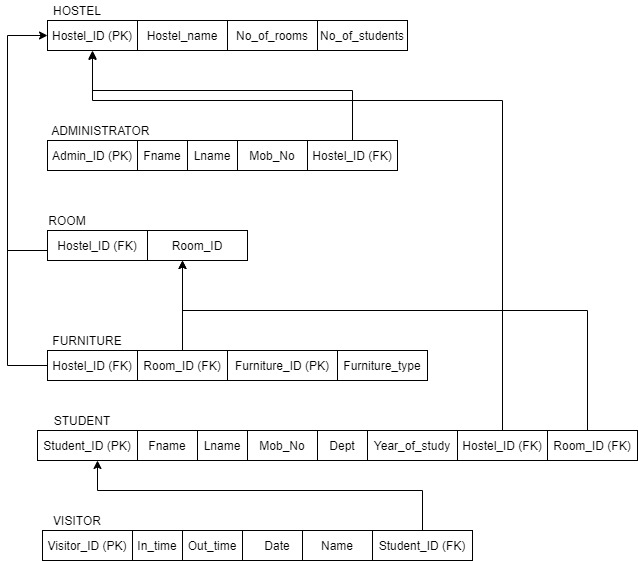 HOSTEL
Hostel_ID (PK) Hostel_name No_of_rooms No_of_students
ADMINISTRATOR
Admin_ID (PK) Fname Lname Mob_No Hostel_ID (FK)
ROOM
Hostel_ID (FK) Room_ID
FURNITURE
Hostel_ID (FK) Room_ID (FK) Furniture_ID (PK) Furniture_type
STUDENT
Student_ID (PK) Fname Lname Mob_No Dept Year_of_study Hostel_ID (FK) Room_ID (FK)
VISITOR
Visitor_ID (PK) In_time Out_time Date Name Student_ID (FK)